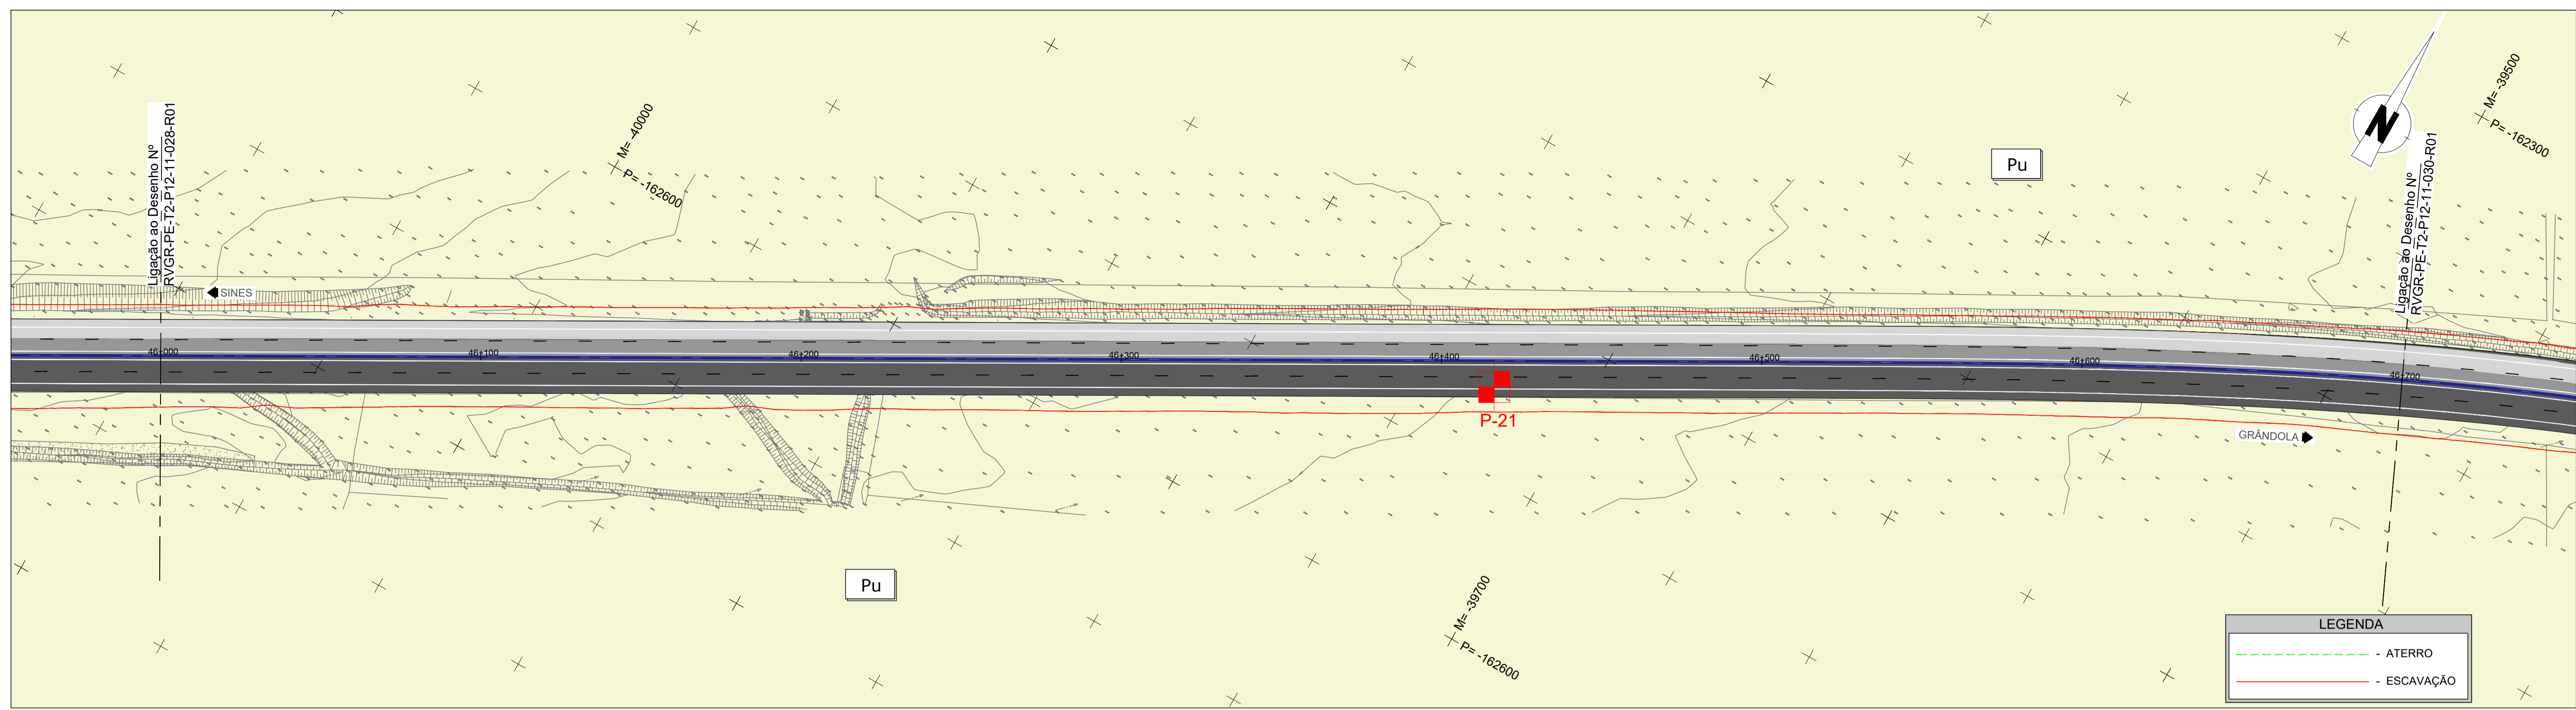 Ligação ao Desenho Nº
RVGR-PE-T2-P12-11-028-R01
SINES
M= -40000
P= -162600
Pu
N
M= -39500
P= -162300
Ligação ao Desenho Nº
RVGR-PE-T2-P12-11-030-R01
46+000
46+100
46+200
46+300
46+400
46+500
46+600
46+700
P-21
GRÂNDOLA
Pu
M= -39700
P= -162600
LEGENDA
- ATERRO
- ESCAVAÇÃO